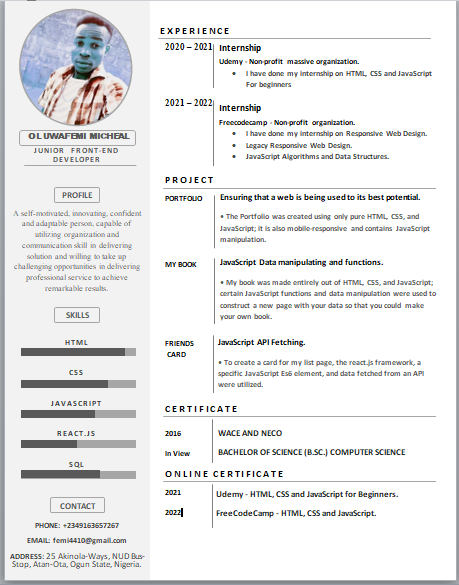 OLUWAFEMI MICHEAL
JUNIOR FRONT-END
DEVELOPER
PROFILE
A self-motivated, innovating, confident
and adaptable person, capable of
utilizing organization and
communication skill in delivering
solution and willing to take up
challenging opportunities in delivering
professional service to achieve
remarkable results.
SKILLS
HTML
CSS
JAVASCRIPT
REACT.JS
SQL
CONTACT
PHONE: +2349163657267
EMAIL: femi4410@gmail.com
ADDRESS: 25 Akinola-Ways, NUD Bus-
Stop, Atan-Ota, Ogun State, Nigeria.
EXPERIENCE
2020 – 2021 Internship
Udemy - Non-profit massive organization.
• I have done my internship on HTML, CSS and JavaScript
For beginners
2021 – 2022 Internship
Freecodecamp - Non-profit organization.
• I have done my internship on Responsive Web Design.
• Legacy Responsive Web Design.
• JavaScript Algorithms and Data Structures.
PROJECT
PORTFOLIO Ensuring that a web is being used to its best potential.
• The Portfolio was created using only pure HTML, CSS, and
JavaScript; it is also mobile-responsive and contains JavaScript
manipulation.
MY BOOK JavaScript Data manipulating and functions.
• My book was made entirely out of HTML, CSS, and JavaScript;
certain JavaScript functions and data manipulation were used to
construct a new page with your data so that you could make
your own book.
FRIENDS CARD JavaScript API Fetching.
• To create a card for my list page, the react.js framework, a
specific JavaScript Es6 element, and data fetched from an API
were utilized.
CERTIFICATE
2016 WACE AND NECO
In View BACHELOR OF SCIENCE (B.SC.) COMPUTER SCIENCE
ONLINE CERTIFICATE
2021 Udemy - HTML, CSS and JavaScript for Beginners.
2022 FreeCodeCamp - HTML, CSS and JavaScript.